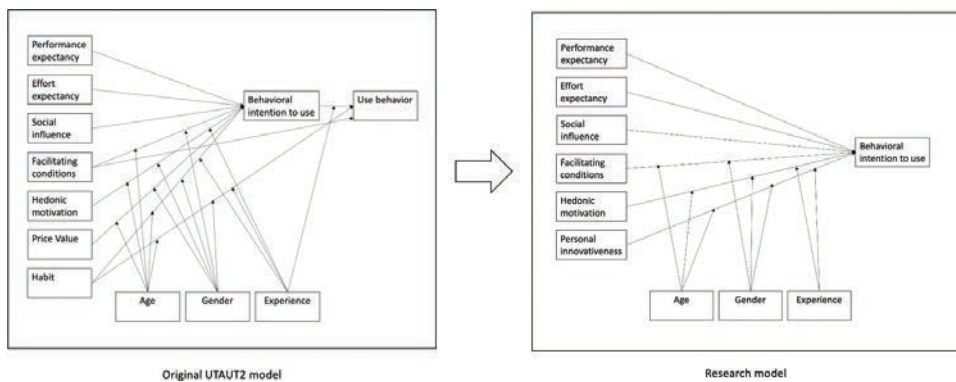 Performance
expectancy
Effort
expectancy
Social
influence
Facilitating
conditions
Hedonic
motivation
Price Value
Habit
Behavioral
intention to use
Use behavior
Age
Gender
Experience
Original UTAUT2 model
Performance
expectancy
Effort
expectancy
Social
influence
Facilitating
conditions
Hedonic
motivation
Personal
innovativeness
Behavioral
intention to use
Age
Gender
Experience
Research model